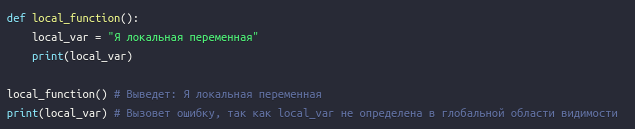 def local_function():
    local_var = "Я локальная переменная"
    print(local_var)

local_function() # Выведет: Я локальная переменная
print(local_var) # Вызовет ошибку, так как local_var не определена в глобальной области видимости